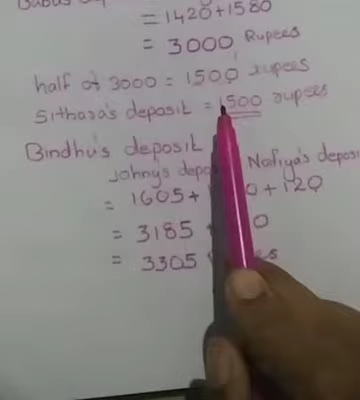 = 1420+1580
= 3000 Rupees
half of 3000 = 1500 rupees
Sithara's deposit = 1500 rupees
Bindhu's deposit
Johny's Nafiya's
= 1605+ +120
= 3185
= 3305